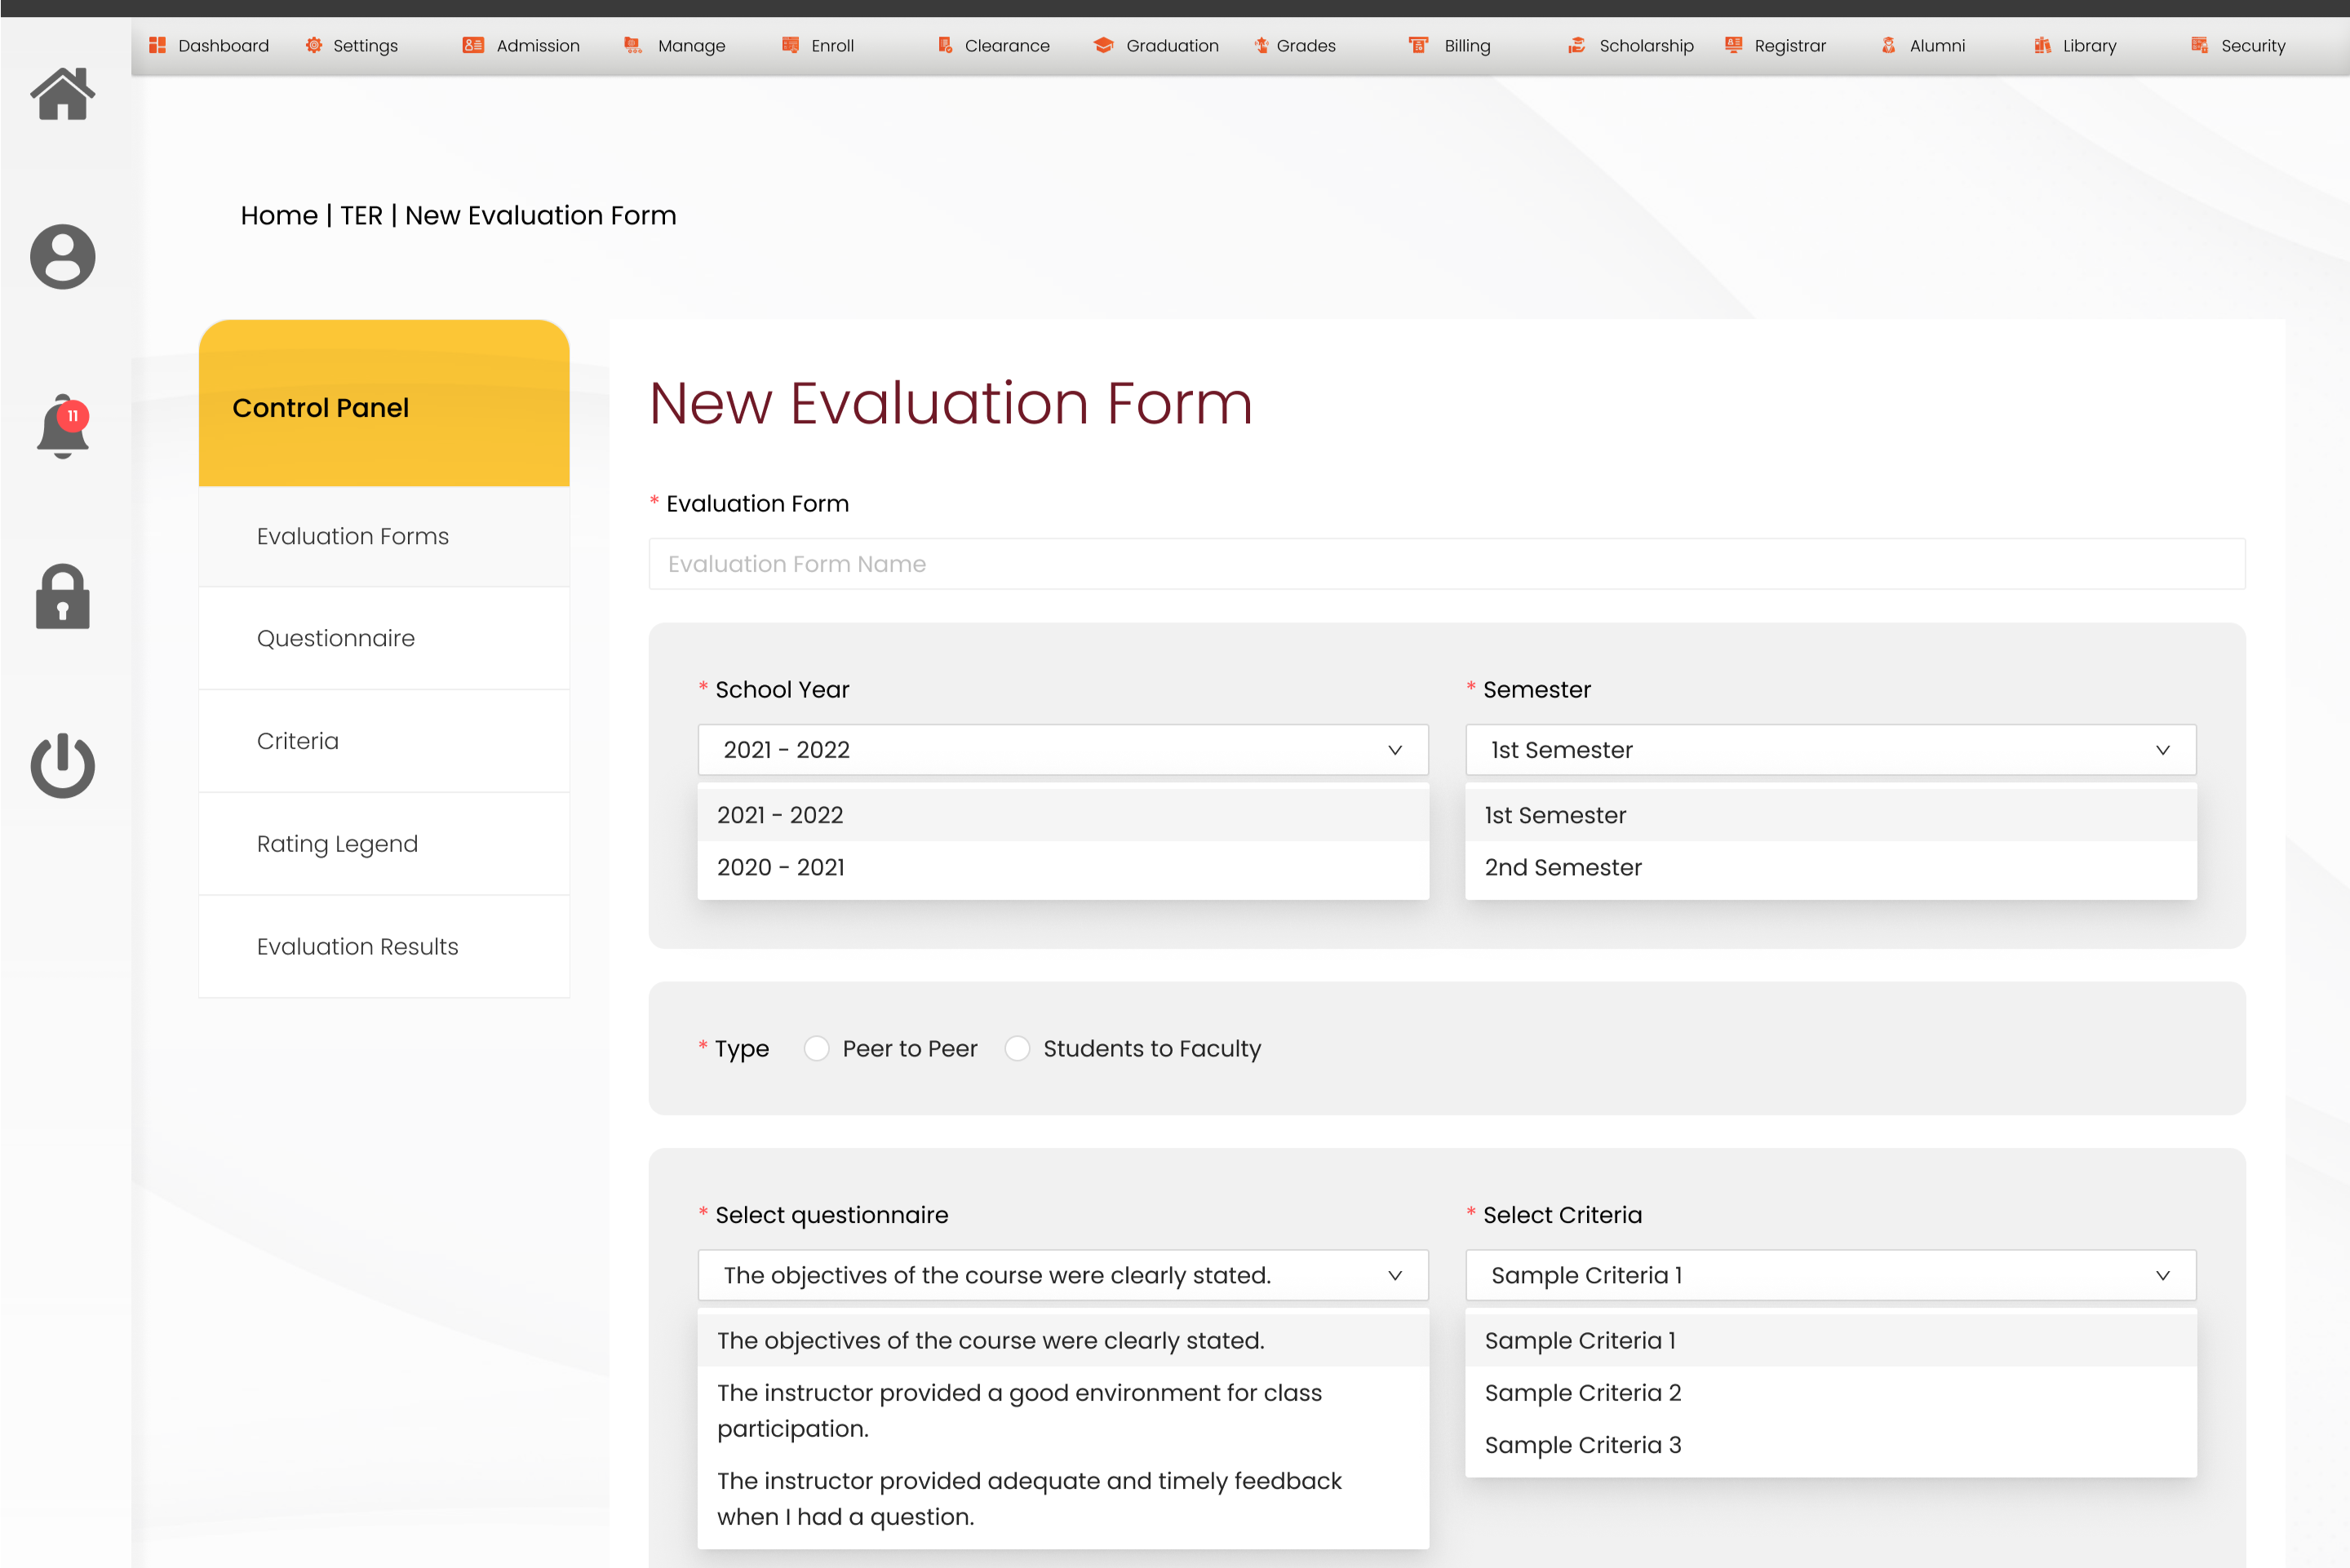 Dashboard Settings Admission Manage Enroll Clearance Graduation Grades Billing Scholarship Registrar Alumni Library Security
Home | TER | New Evaluation Form
11
Control Panel
Evaluation Forms
Questionnaire
Criteria
Rating Legend
Evaluation Results
New Evaluation Form
* Evaluation Form
Evaluation Form Name
* School Year
2021 - 2022
2021 - 2022
2020 - 2021
* Semester
1st Semester
1st Semester
2nd Semester
* Type Peer to Peer Students to Faculty
* Select questionnaire
The objectives of the course were clearly stated.
The objectives of the course were clearly stated.
The instructor provided a good environment for class
participation.
The instructor provided adequate and timely feedback
when I had a question.
* Select Criteria
Sample Criteria 1
Sample Criteria 1
Sample Criteria 2
Sample Criteria 3